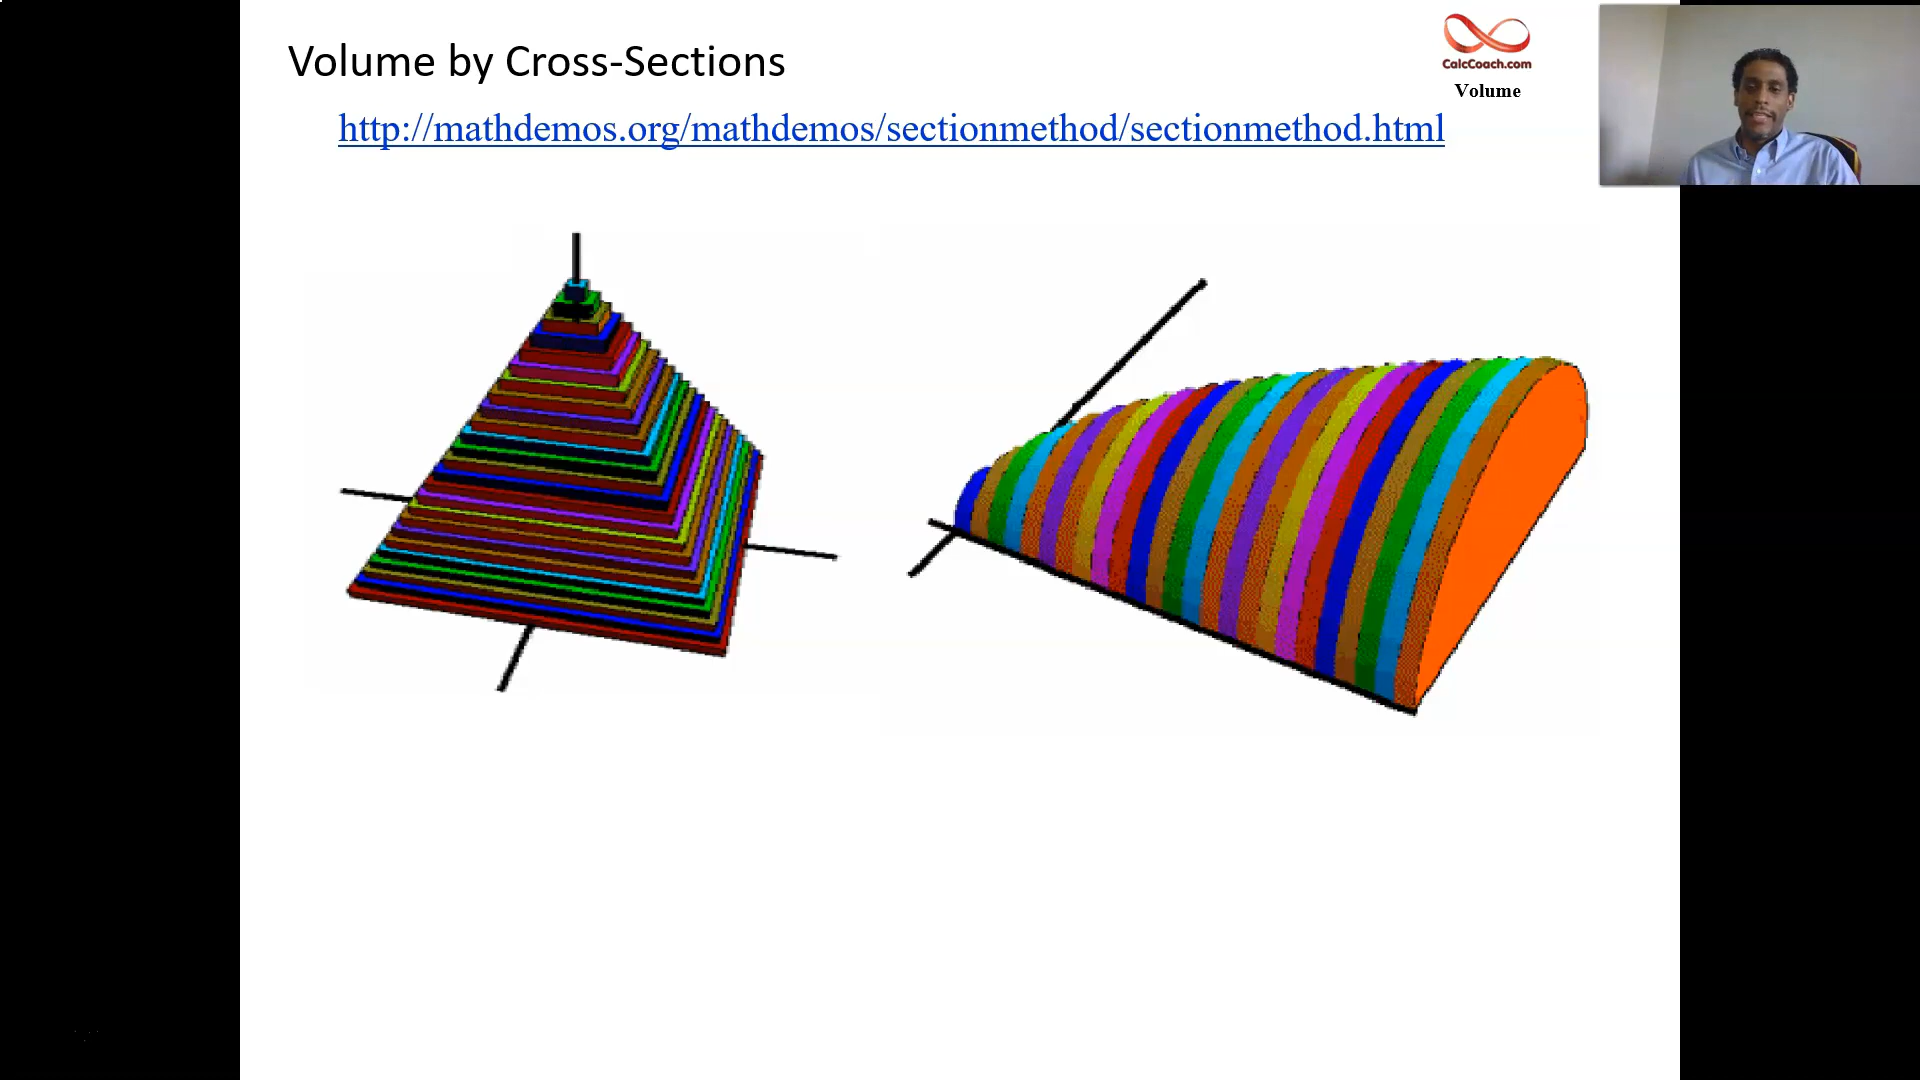 Volume by Cross-Sections
CalcCoach.com
Volume
http://mathdemos.org/mathdemos/sectionmethod/sectionmethod.html